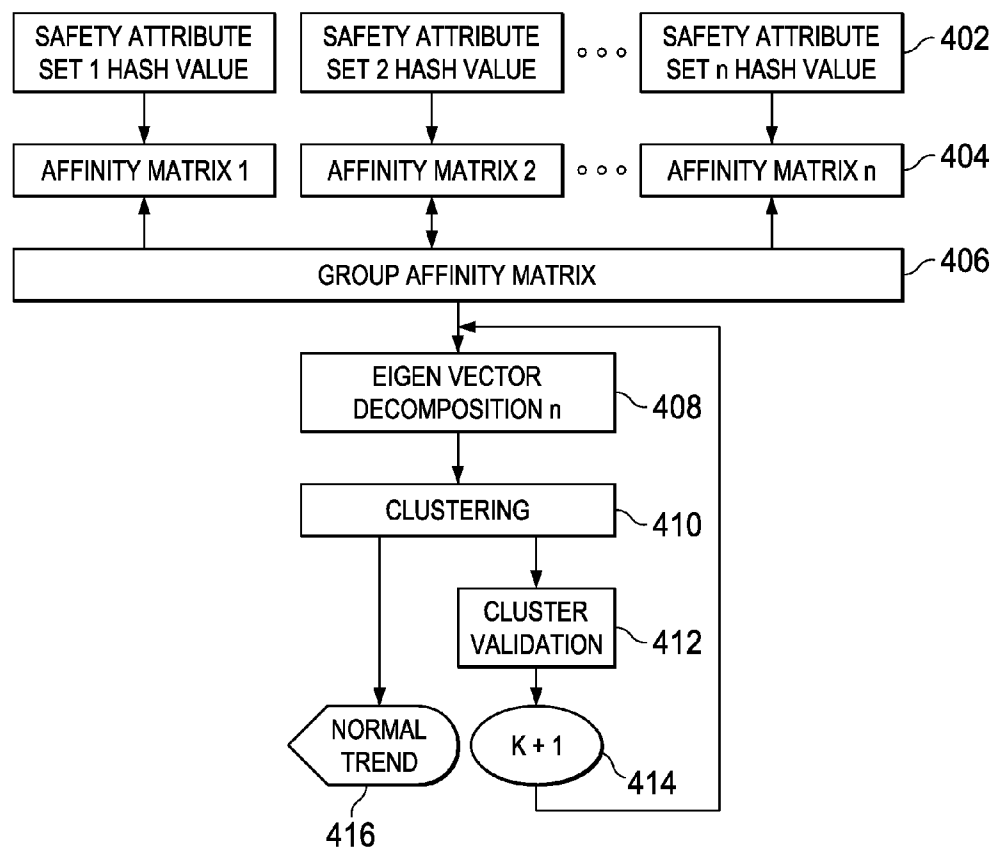 SAFETY ATTRIBUTE
SET 1 HASH VALUE
SAFETY ATTRIBUTE
SET 2 HASH VALUE
SAFETY ATTRIBUTE
SET n HASH VALUE
402
AFFINITY MATRIX 1
AFFINITY MATRIX 2
AFFINITY MATRIX n
404
GROUP AFFINITY MATRIX
406
EIGEN VECTOR
DECOMPOSITION n
408
CLUSTERING
410
CLUSTER
VALIDATION
412
NORMAL
TREND
416
K + 1
414